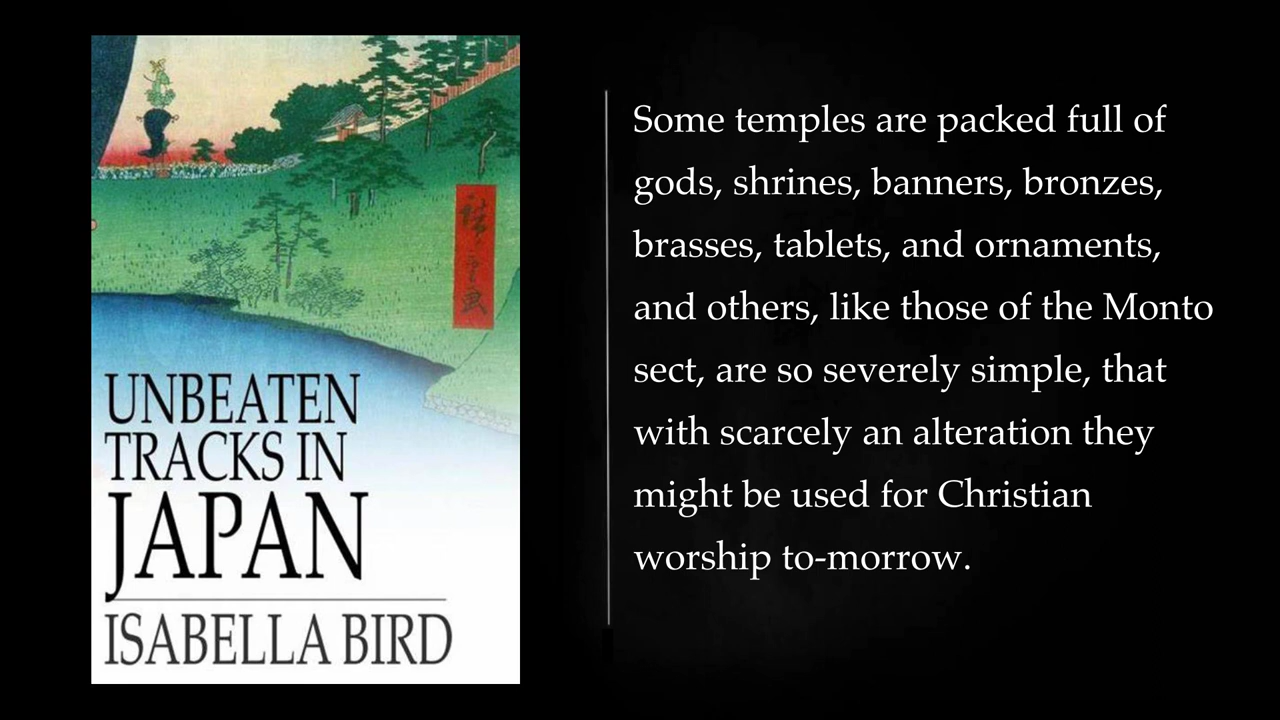 UNBEATEN
TRACKS IN
JAPAN
ISABELLA BIRD
Some temples are packed full of
gods, shrines, banners, bronzes,
brasses, tablets, and ornaments,
and others, like those of the Monto
sect, are so severely simple, that
with scarcely an alteration they
might be used for Christian
worship to-morrow.